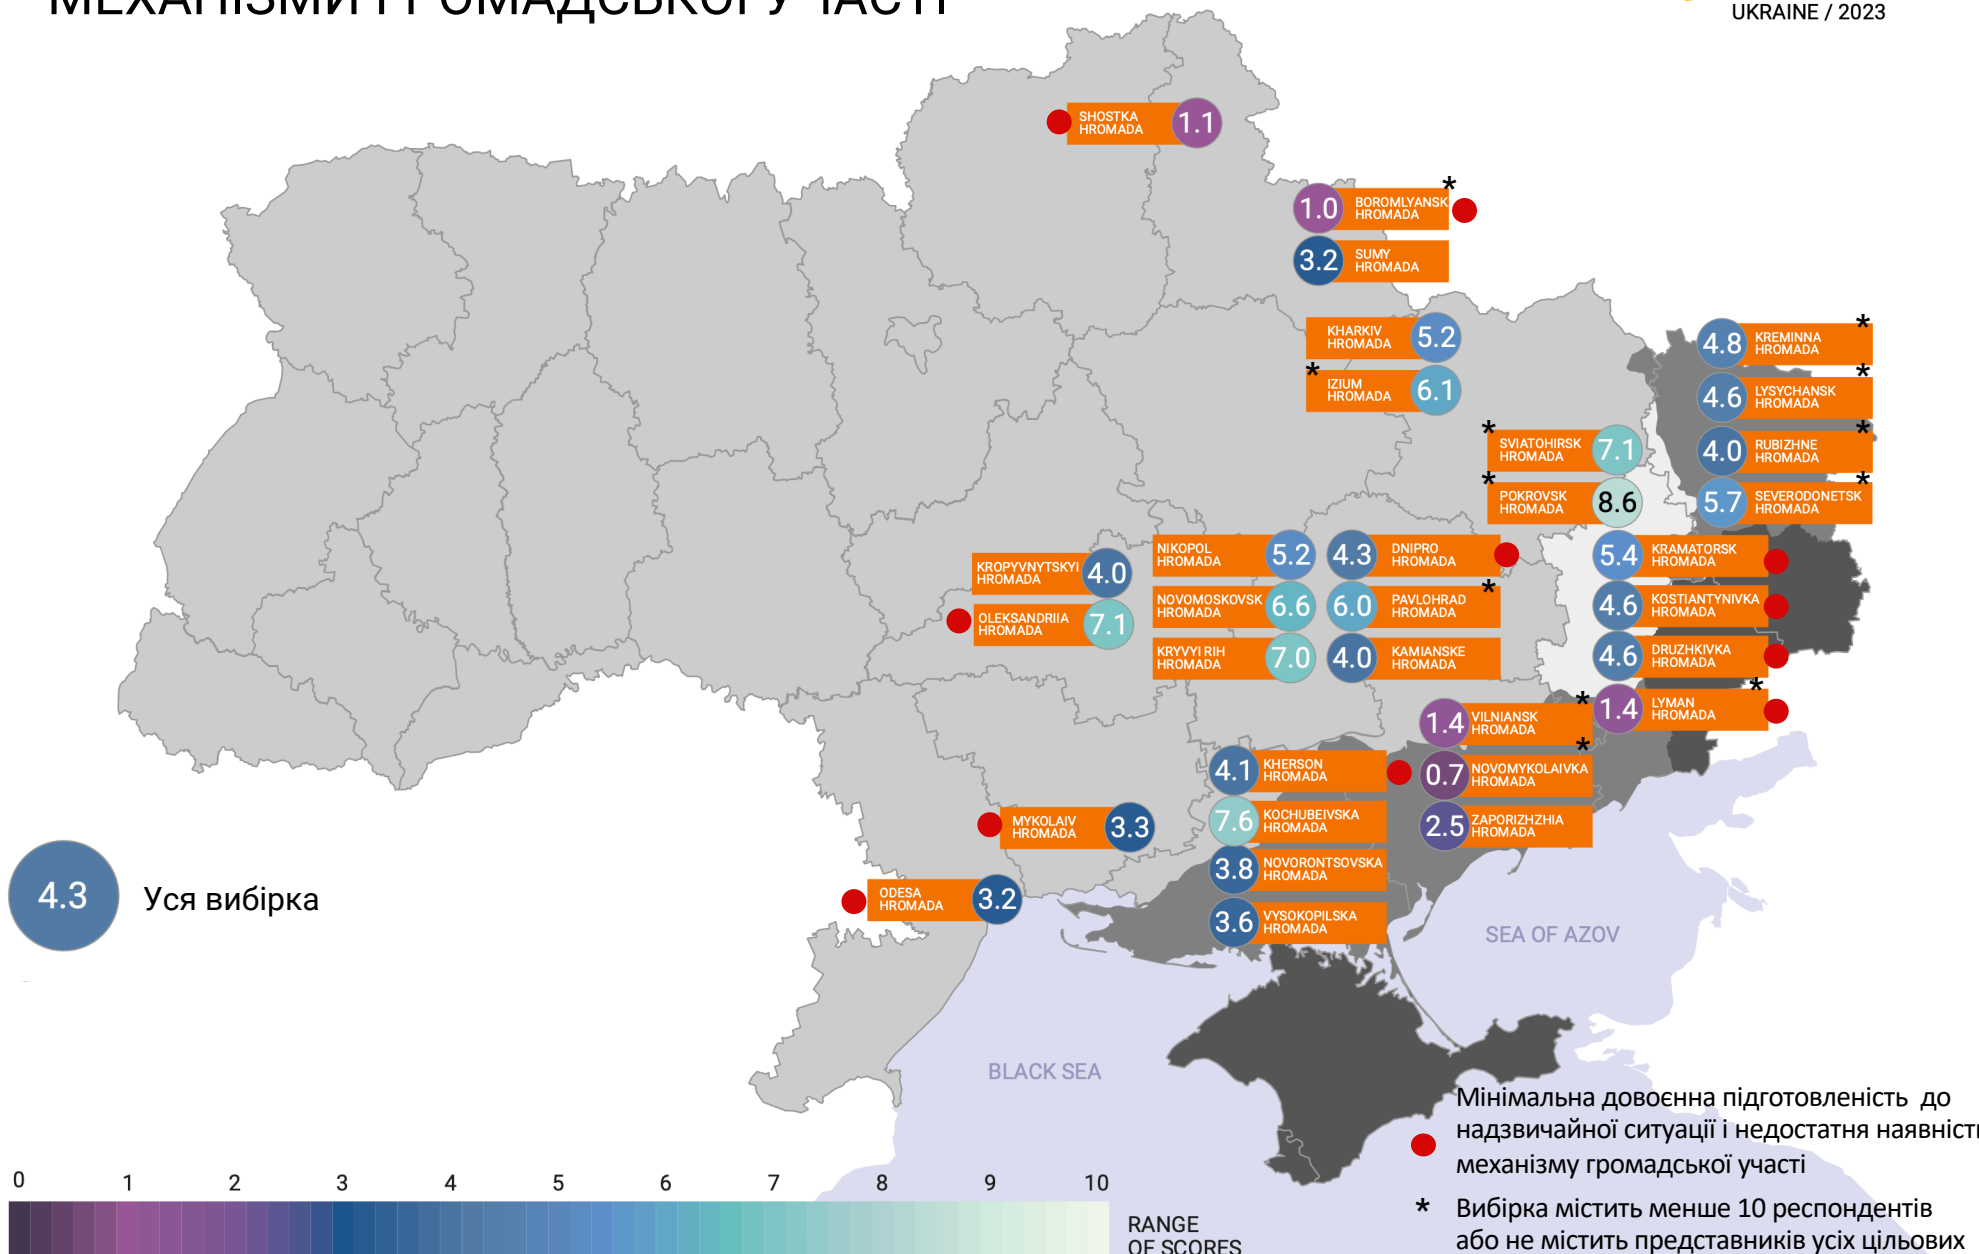 МЕХАНІЗМИ ГРОМАДСЬКОЇ УЧАСТІ
UKRAINE / 2023
SHOSTKA
HROMADA
1.1
*
1.0
BOROMLYANSK
HROMADA
3.2
SUMY
HROMADA
KHARKIV
HROMADA
5.2
*
IZIUM
HROMADA
6.1
*
4.8
KREMINNA
HROMADA
*
4.6
LYSYCHANSK
HROMADA
*
4.0
RUBIZHNE
HROMADA
*
5.7
SEVERODONETSK
HROMADA
*
SVIATOHIRSK
HROMADA
7.1
*
POKROVSK
HROMADA
8.6
KROPYVNYTSKYI
HROMADA
4.0
OLEKSANDRIIA
HROMADA
7.1
NIKOPOL
HROMADA
5.2
NOVOMOSKOVSK
HROMADA
6.6
KRYVYI RIH
HROMADA
7.0
4.3
DNIPRO
HROMADA
*
6.0
PAVLOHRAD
HROMADA
4.0
KAMIANSKE
HROMADA
5.4
KRAMATORSK
HROMADA
4.6
KOSTIANTYNIVKA
HROMADA
4.6
DRUZHKIVKA
HROMADA
*
1.4
LYMAN
HROMADA
*
1.4
VILNIANSK
HROMADA
*
0.7
NOVOMYKOLAIVKA
HROMADA
2.5
ZAPORIZHZHIA
HROMADA
4.1
KHERSON
HROMADA
7.6
KOCHUBEIVSKA
HROMADA
3.8
NOVORONTSOVSKA
HROMADA
3.6
VYSOKOPILSKA
HROMADA
MYKOLAIV
HROMADA
3.3
ODESA
HROMADA
3.2
4.3
Уся вибірка
SEA OF AZOV
BLACK SEA
Мінімальна довоєнна підготовленість до
надзвичайної ситуації і недостатня наявність
механізму громадської участі
* Вибірка містить менше 10 респондентів
або не містить представників усіх цільових
0 1 2 3 4 5 6 7 8 9 10
RANGE
OF SCORES